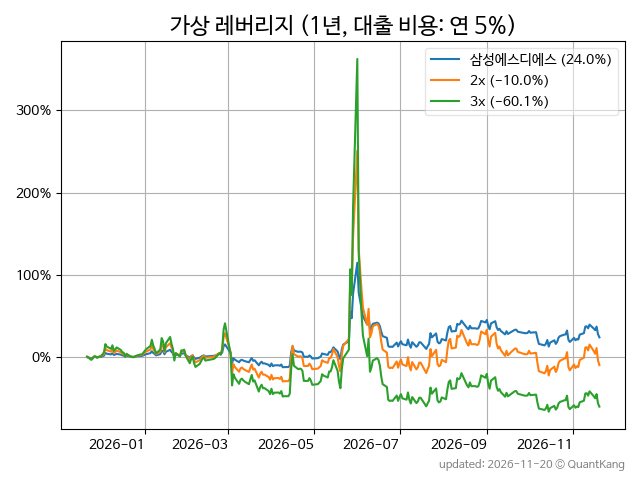 가상 레버리지 (1년, 대출 비용: 연 5%)
삼성에스디에스 (24.0%)
2x (-10.0%)
3x (-60.1%)
300%
200%
100%
0%
2026-01 2026-03 2026-05 2026-07 2026-09 2026-11
updated: 2026-11-20 © QuantKang